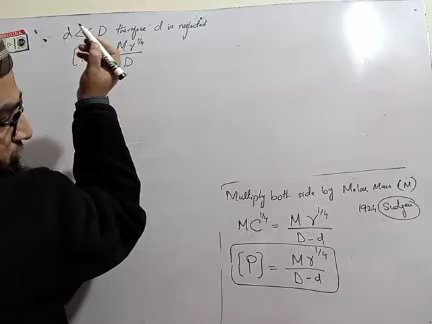 ∴ d < D therefore d is neglected
[ Mγ^1/4 / D
Multiply both side by Molar Mass (M)
1924 Sudgen
MC^1/4 = M γ^1/4 / D-d
[P] = Mγ^1/4 / D-d